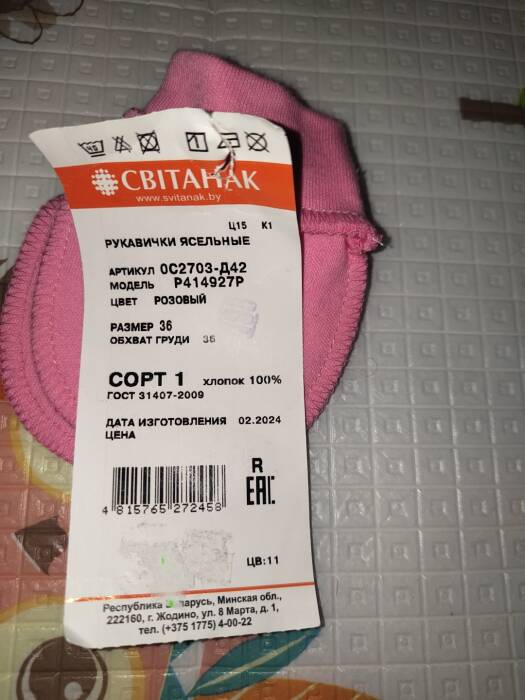 СВІТАНАК
www.svitanak.by
Ц15 К1
РУКАВИЧКИ ЯСЕЛЬНЫЕ
АРТИКУЛ 0С2703-Д42
МОДЕЛЬ Р414927Р
ЦВЕТ РОЗОВЫЙ
РАЗМЕР 36
ОБХВАТ ГРУДИ 36
СОРТ 1 хлопок 100%
ГОСТ 31407-2009
ДАТА ИЗГОТОВЛЕНИЯ 02.2024
ЦЕНА
R
EAC
4 815765 272458
ЦВ:11
Республика Беларусь, Минская обл.,
222160, г. Жодино, ул. 8 Марта, д. 1,
тел. (+375 1775) 4-00-22